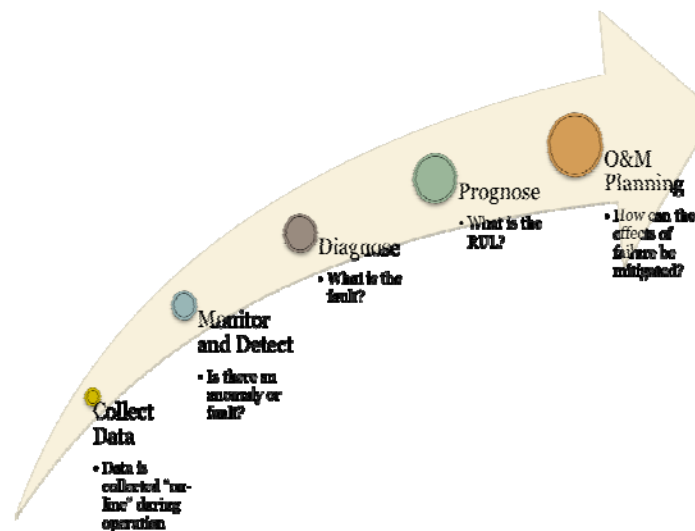 Collect
Data
• Data is
collected "on-
line" during
operation
Monitor
and Detect
• Is there an
anomaly or
fault?
Diagnose
• What is the
fault?
Prognose
• What is the
RUL?
O&M
Planning
• How can the
effects of
failure be
mitigated?